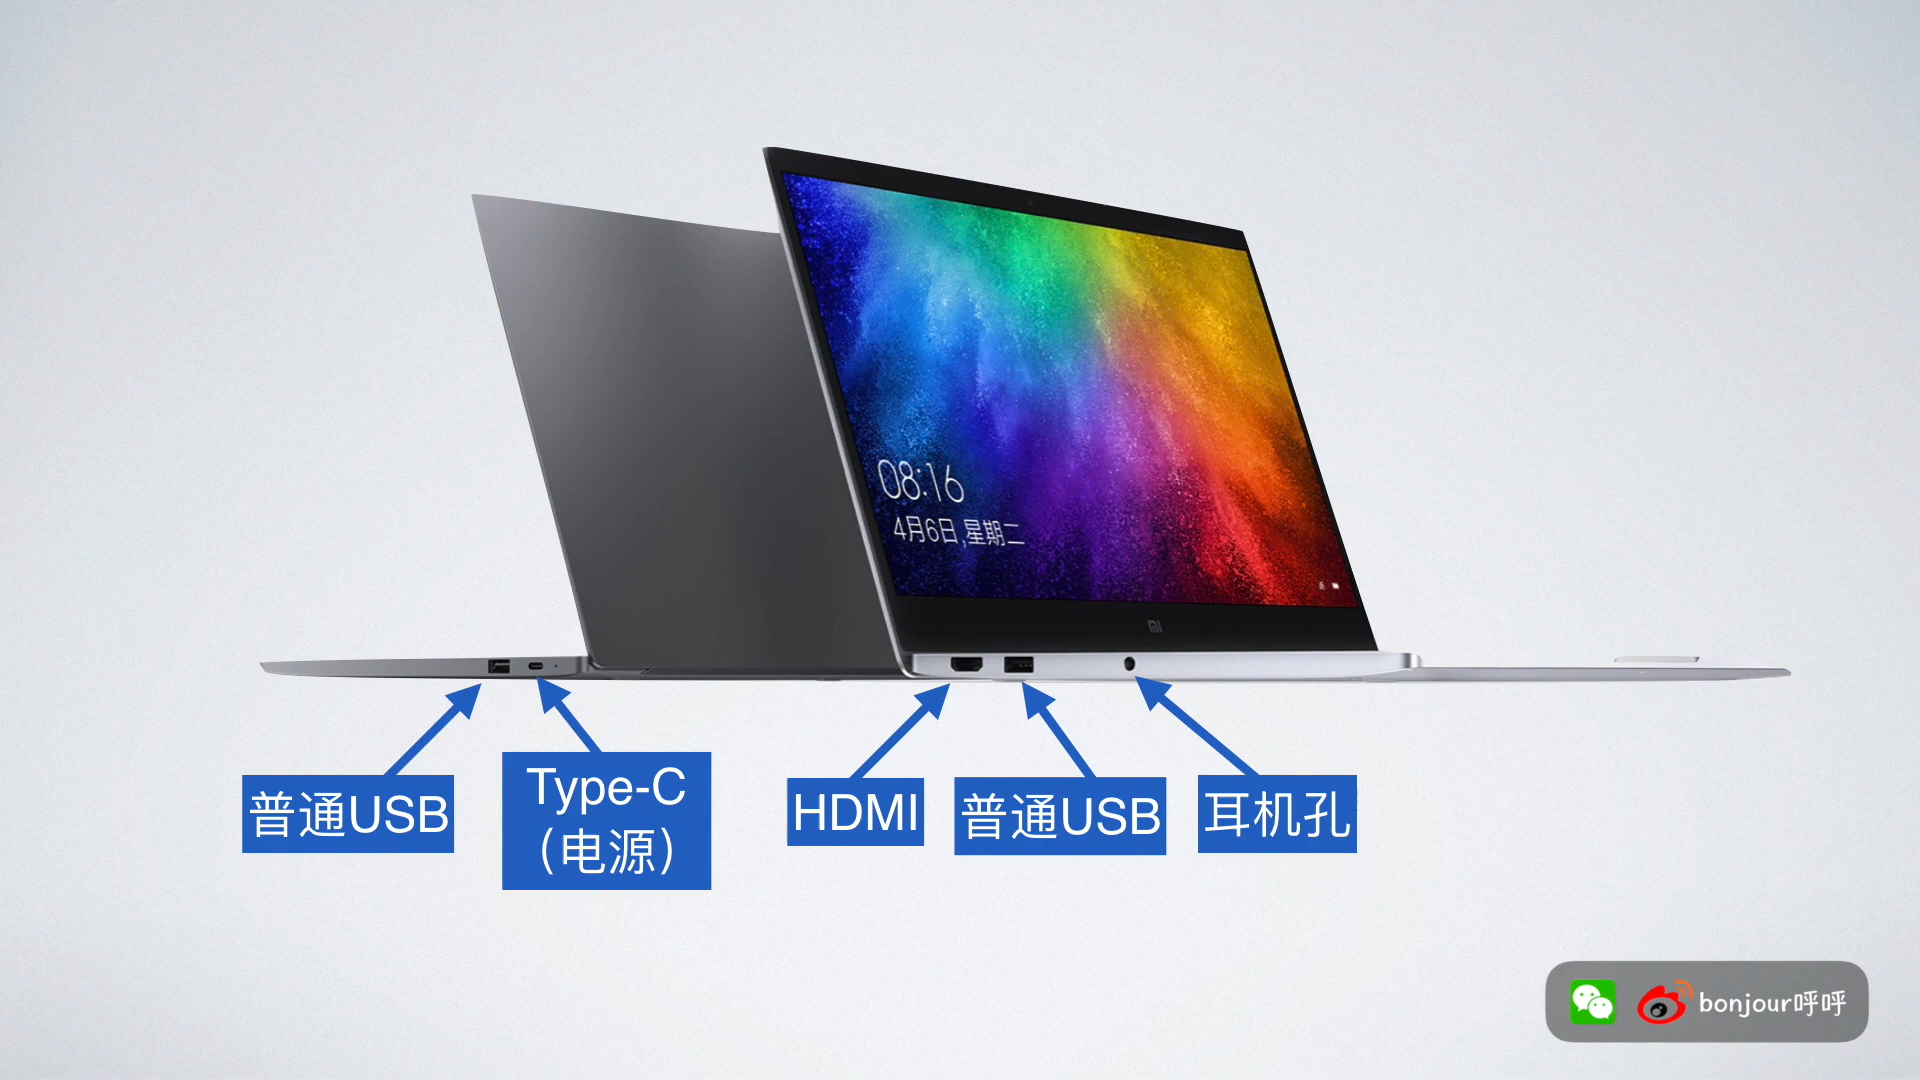 08:16
4月6日,星期二
mi
普通USB
Type-C
（电源）
HDMI
普通USB
耳机孔
bonjour呼呼